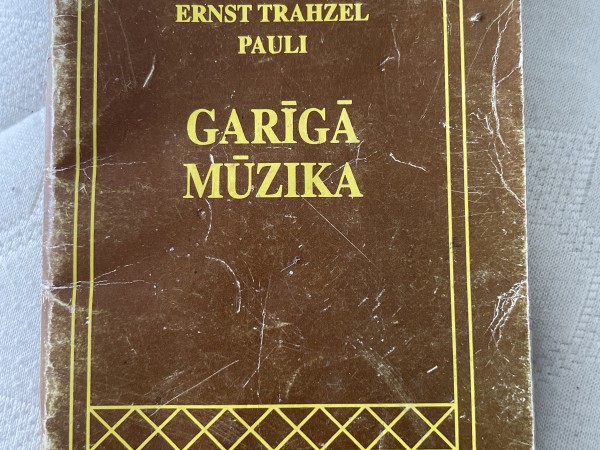 ERNST TRAHZEL
PAULI
GARĪGĀ
MŪZIKA